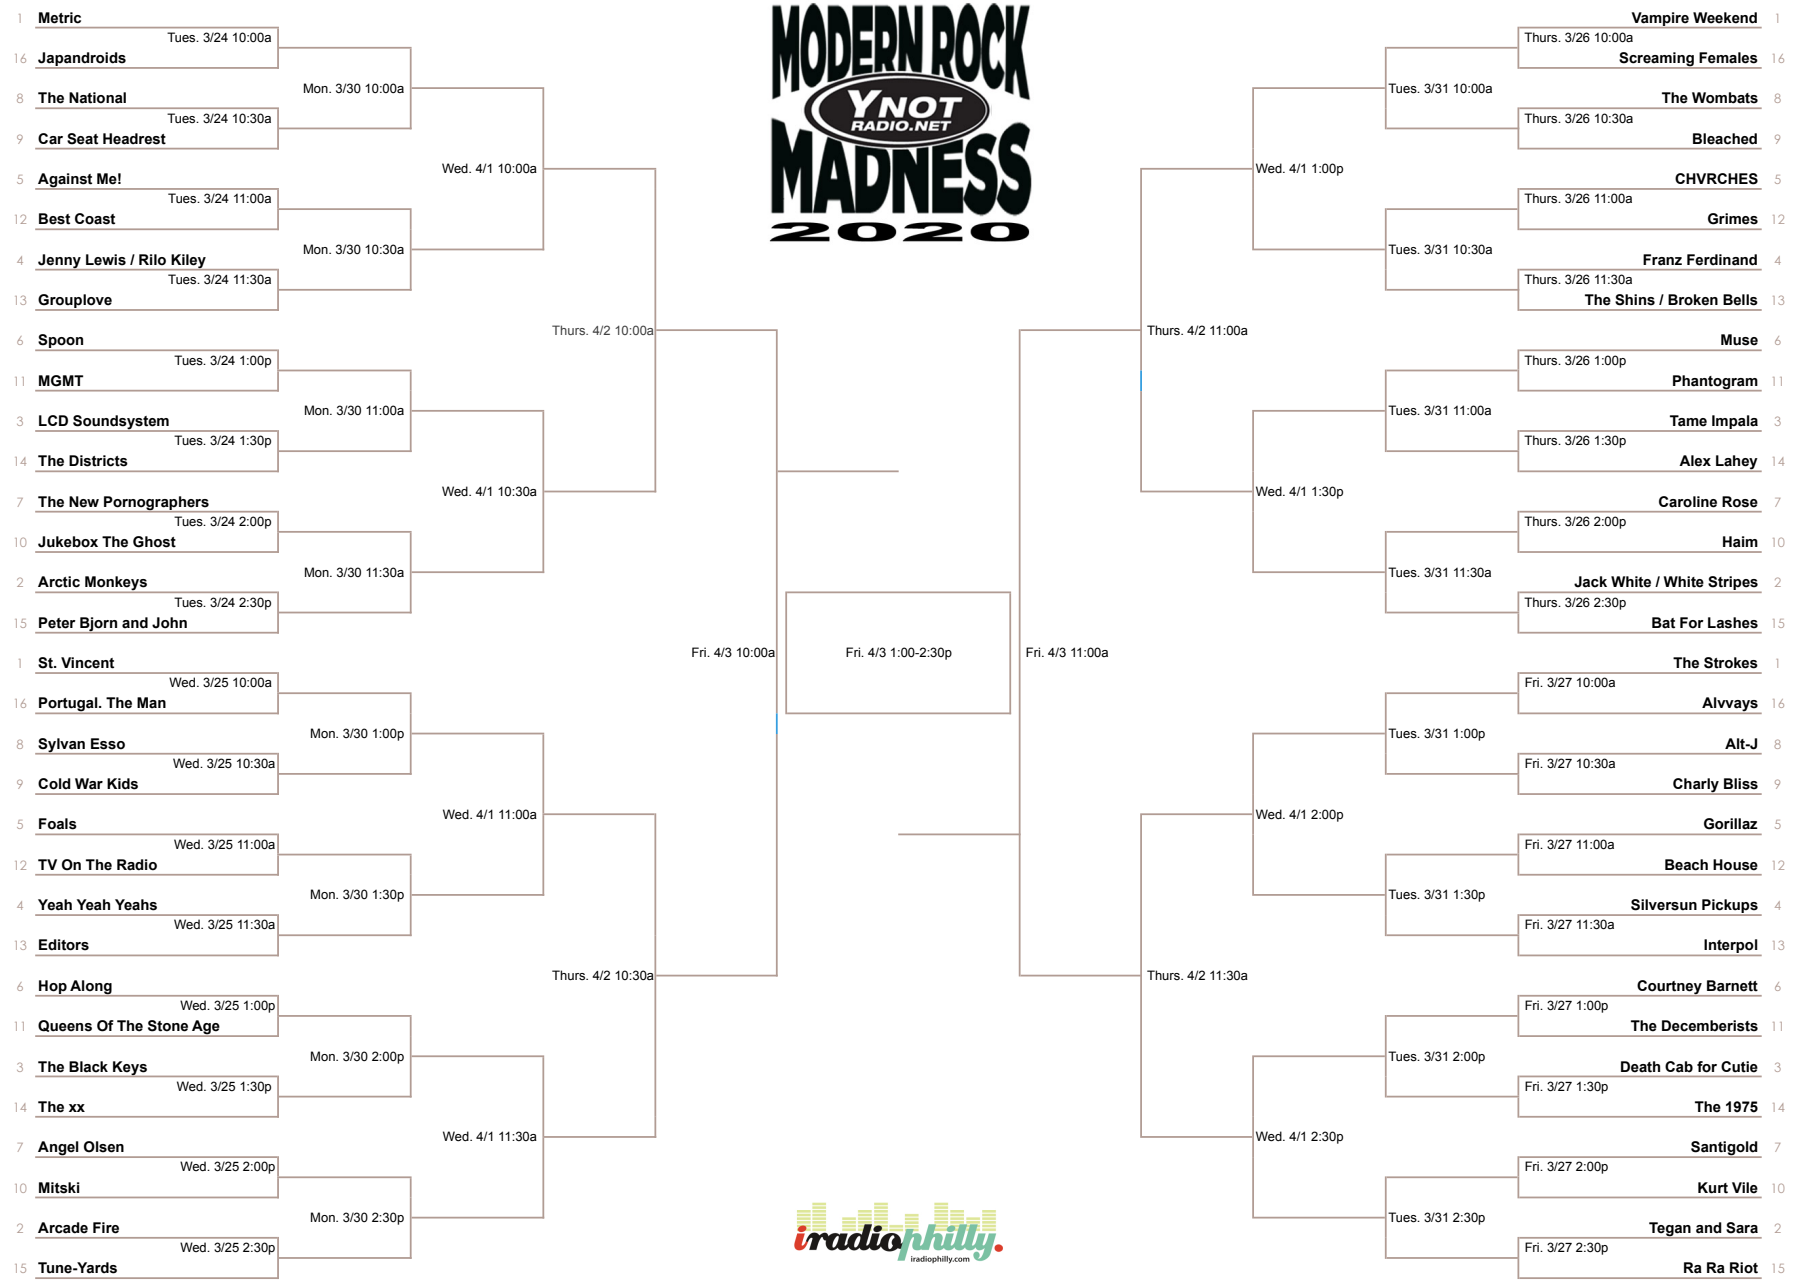 MODERN ROCK
YNOT
RADIO.NET
MADNESS
2020
1 Metric
Tues. 3/24 10:00a
16 Japandroids
Mon. 3/30 10:00a
8 The National
Tues. 3/24 10:30a
9 Car Seat Headrest
Wed. 4/1 10:00a
5 Against Me!
Tues. 3/24 11:00a
12 Best Coast
Mon. 3/30 10:30a
4 Jenny Lewis / Rilo Kiley
Tues. 3/24 11:30a
13 Grouplove
Thurs. 4/2 10:00a
6 Spoon
Tues. 3/24 1:00p
11 MGMT
Mon. 3/30 11:00a
3 LCD Soundsystem
Tues. 3/24 1:30p
14 The Districts
Wed. 4/1 10:30a
7 The New Pornographers
Tues. 3/24 2:00p
10 Jukebox The Ghost
Mon. 3/30 11:30a
2 Arctic Monkeys
Tues. 3/24 2:30p
15 Peter Bjorn and John
Fri. 4/3 10:00a
1 St. Vincent
Wed. 3/25 10:00a
16 Portugal. The Man
Mon. 3/30 1:00p
8 Sylvan Esso
Wed. 3/25 10:30a
9 Cold War Kids
Wed. 4/1 11:00a
5 Foals
Wed. 3/25 11:00a
12 TV On The Radio
Mon. 3/30 1:30p
4 Yeah Yeah Yeahs
Wed. 3/25 11:30a
13 Editors
Thurs. 4/2 10:30a
6 Hop Along
Wed. 3/25 1:00p
11 Queens Of The Stone Age
Mon. 3/30 2:00p
3 The Black Keys
Wed. 3/25 1:30p
14 The xx
Wed. 4/1 11:30a
7 Angel Olsen
Wed. 3/25 2:00p
10 Mitski
Mon. 3/30 2:30p
2 Arcade Fire
Wed. 3/25 2:30p
15 Tune-Yards
Fri. 4/3 1:00-2:30p
Vampire Weekend 1
Thurs. 3/26 10:00a
Screaming Females 16
Tues. 3/31 10:00a
The Wombats 8
Thurs. 3/26 10:30a
Bleached 9
Wed. 4/1 1:00p
CHVRCHES 5
Thurs. 3/26 11:00a
Grimes 12
Tues. 3/31 10:30a
Franz Ferdinand 4
Thurs. 3/26 11:30a
The Shins / Broken Bells 13
Thurs. 4/2 11:00a
Muse 6
Thurs. 3/26 1:00p
Phantogram 11
Tues. 3/31 11:00a
Tame Impala 3
Thurs. 3/26 1:30p
Alex Lahey 14
Wed. 4/1 1:30p
Caroline Rose 7
Thurs. 3/26 2:00p
Haim 10
Tues. 3/31 11:30a
Jack White / White Stripes 2
Thurs. 3/26 2:30p
Bat For Lashes 15
Fri. 4/3 11:00a
The Strokes 1
Fri. 3/27 10:00a
Alvvays 16
Tues. 3/31 1:00p
Alt-J 8
Fri. 3/27 10:30a
Charly Bliss 9
Wed. 4/1 2:00p
Gorillaz 5
Fri. 3/27 11:00a
Beach House 12
Tues. 3/31 1:30p
Silversun Pickups 4
Fri. 3/27 11:30a
Interpol 13
Thurs. 4/2 11:30a
Courtney Barnett 6
Fri. 3/27 1:00p
The Decemberists 11
Tues. 3/31 2:00p
Death Cab for Cutie 3
Fri. 3/27 1:30p
The 1975 14
Wed. 4/1 2:30p
Santigold 7
Fri. 3/27 2:00p
Kurt Vile 10
Tues. 3/31 2:30p
Tegan and Sara 2
Fri. 3/27 2:30p
Ra Ra Riot 15
iradiophilly.
iradiophilly.com